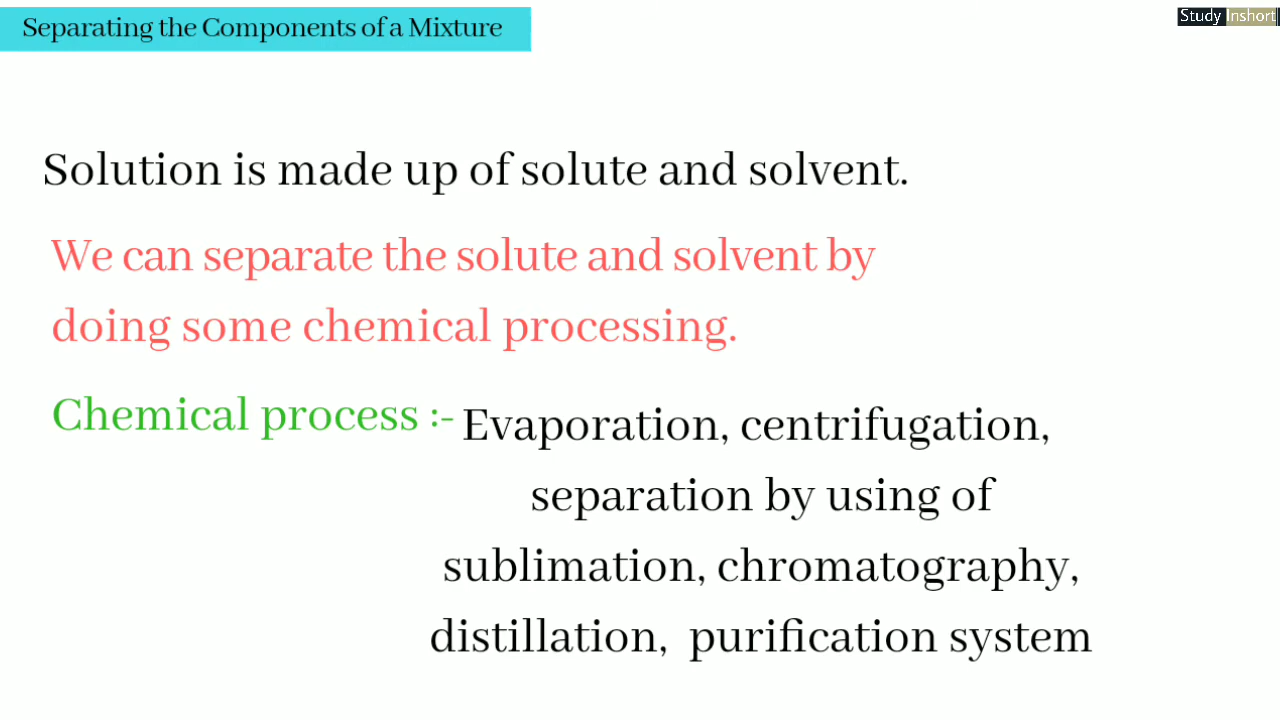 Separating the Components of a Mixture
Study Inshort
Solution is made up of solute and solvent.
We can separate the solute and solvent by
doing some chemical processing.
Chemical process :- Evaporation, centrifugation,
separation by using of
sublimation, chromatography,
distillation, purification system